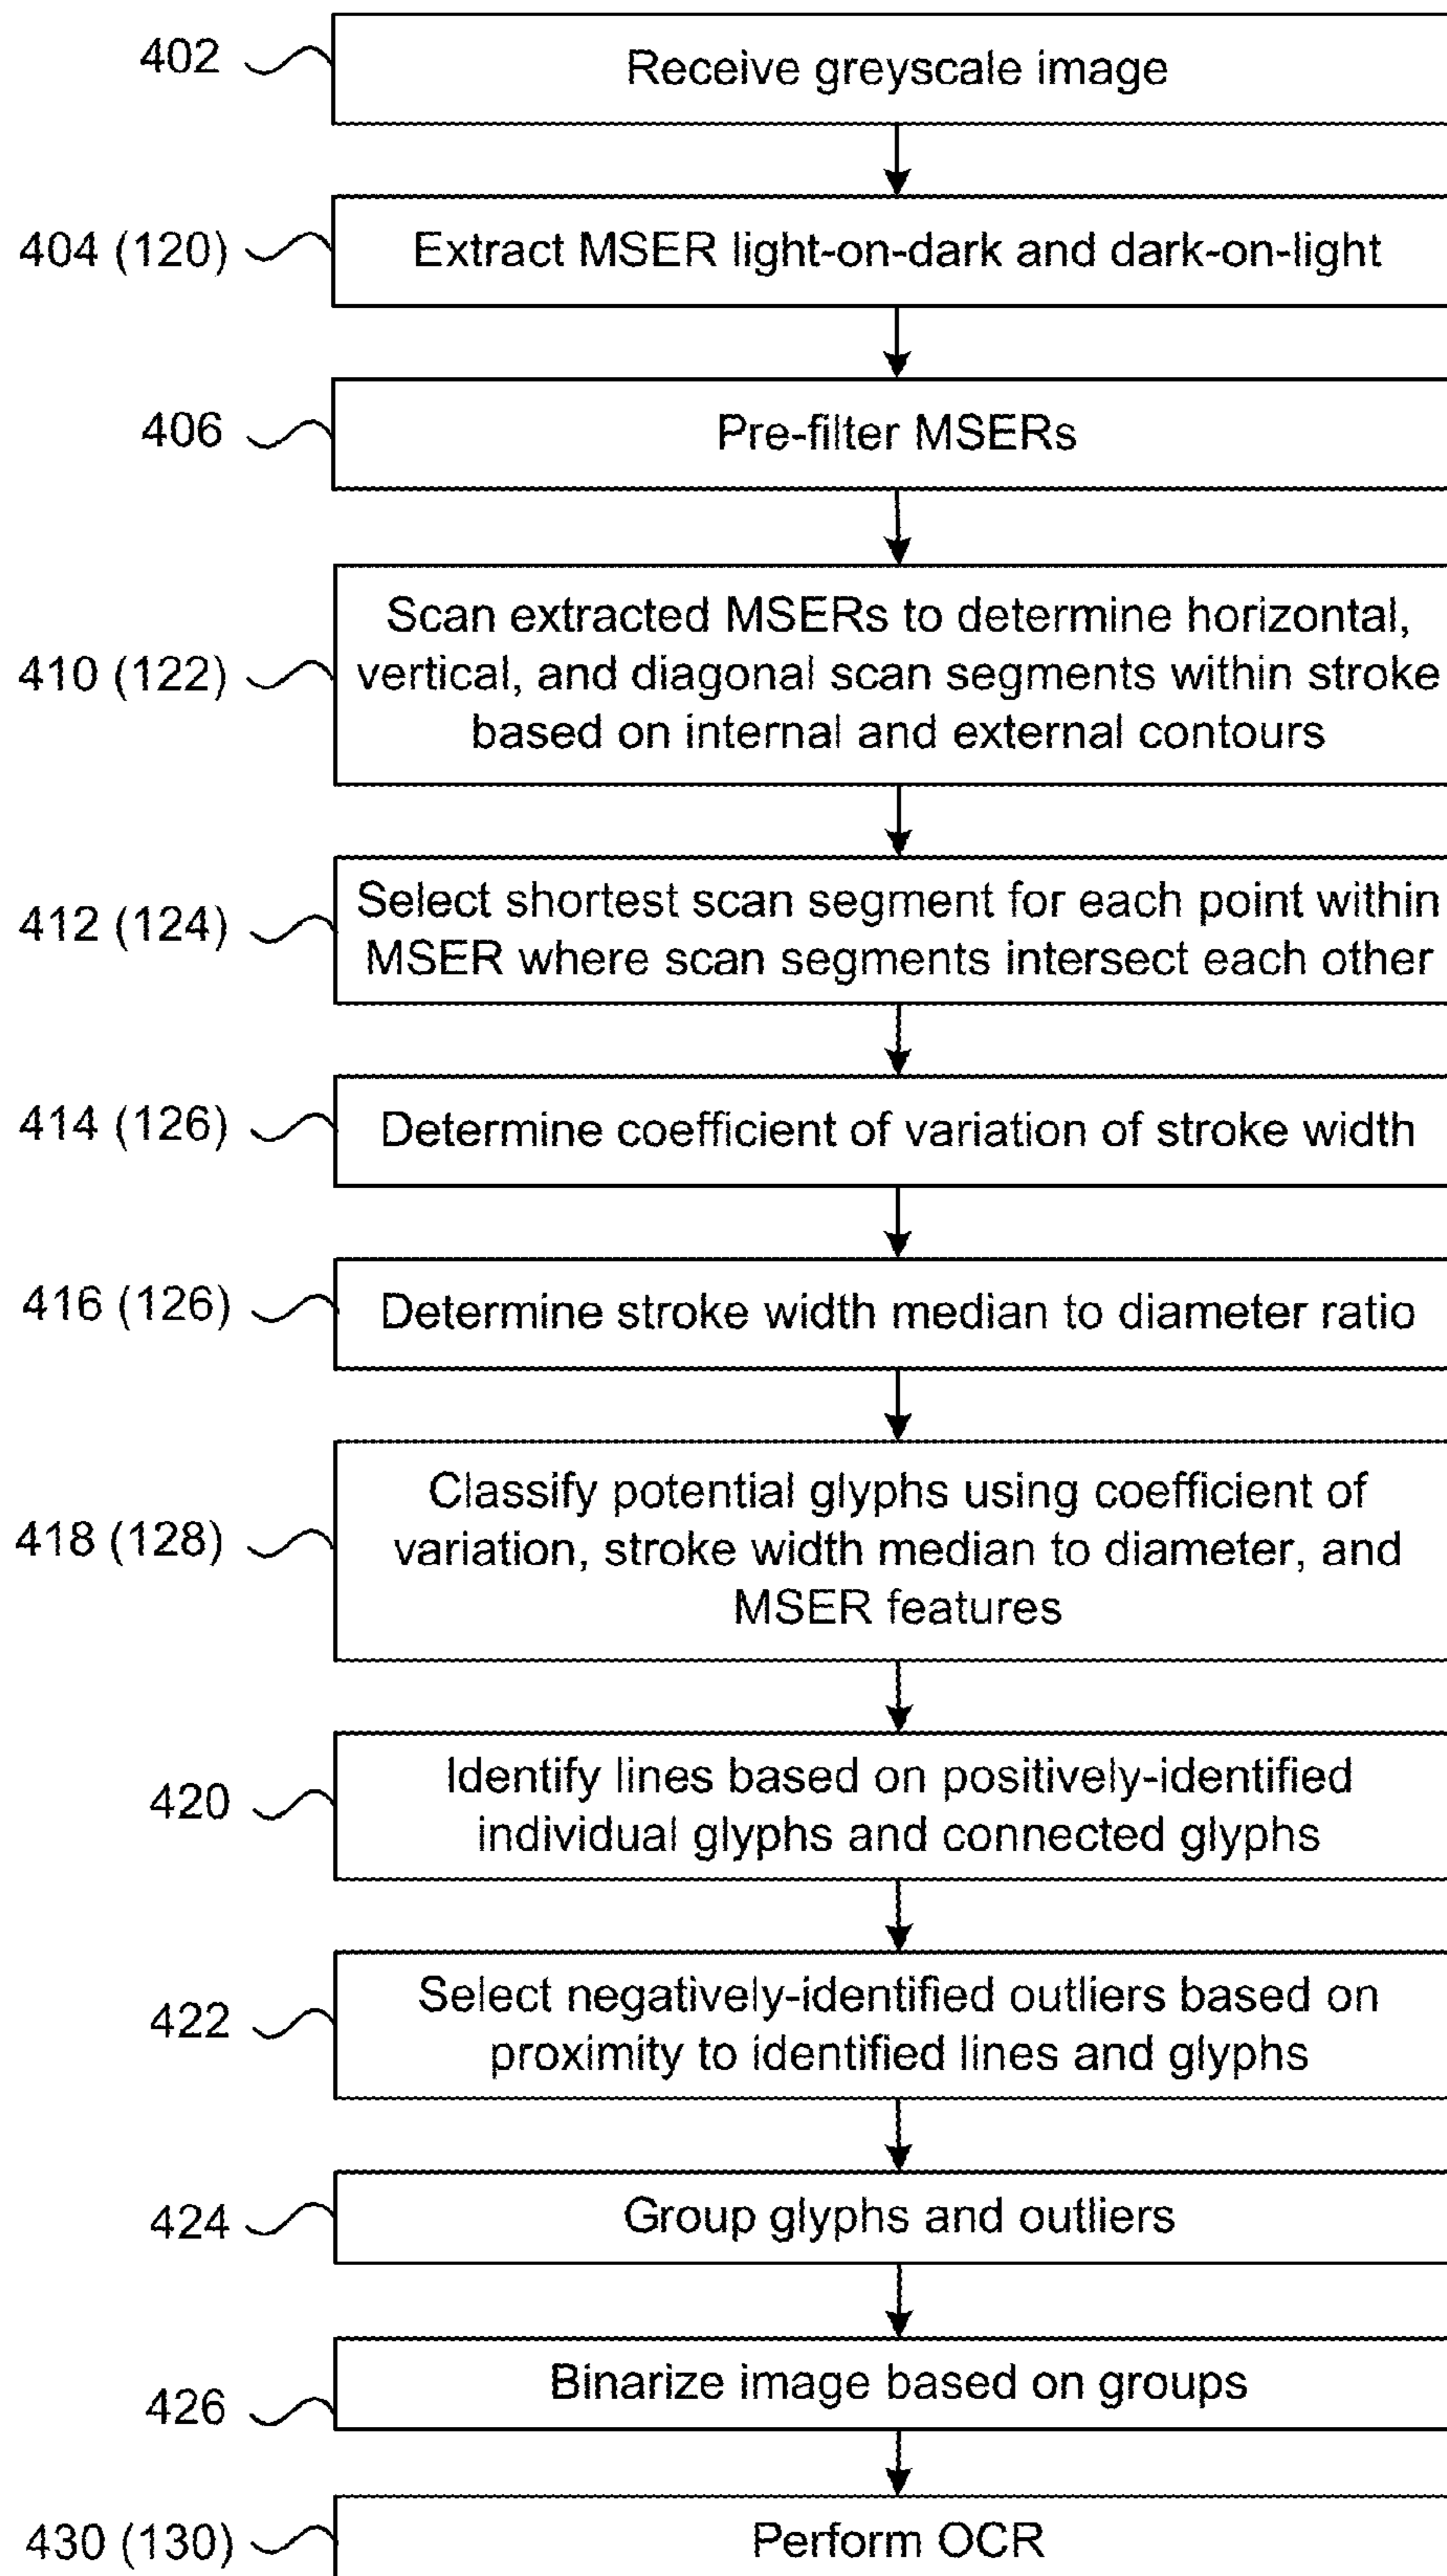 402
Receive greyscale image
404 (120)
Extract MSER light-on-dark and dark-on-light
406
Pre-filter MSERs
410 (122)
Scan extracted MSERs to determine horizontal,
vertical, and diagonal scan segments within stroke
based on internal and external contours
412 (124)
Select shortest scan segment for each point within
MSER where scan segments intersect each other
414 (126)
Determine coefficient of variation of stroke width
416 (126)
Determine stroke width median to diameter ratio
418 (128)
Classify potential glyphs using coefficient of
variation, stroke width median to diameter, and
MSER features
420
Identify lines based on positively-identified
individual glyphs and connected glyphs
422
Select negatively-identified outliers based on
proximity to identified lines and glyphs
424
Group glyphs and outliers
426
Binarize image based on groups
430 (130)
Perform OCR